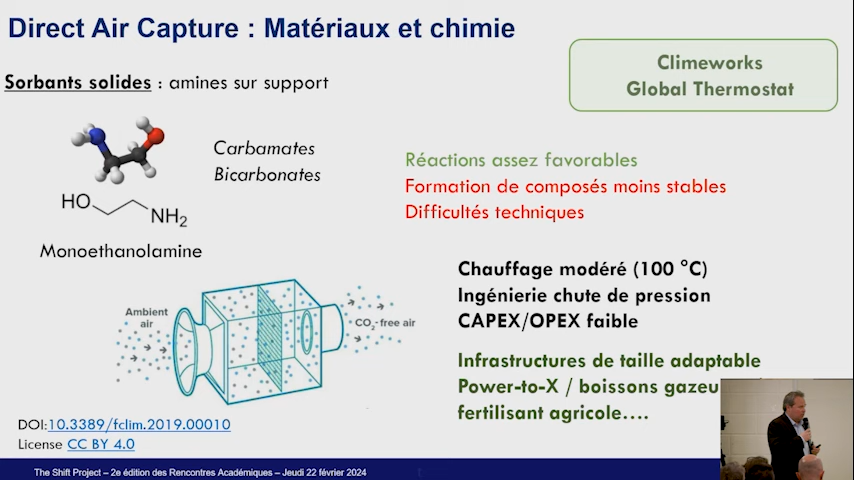 Direct Air Capture : Matériaux et chimie
Climeworks
Global Thermostat
Sorbants solides : amines sur support
Carbamates
Bicarbonates
HO
NH2
Monoethanolamine
Réactions assez favorables
Formation de composés moins stables
Difficultés techniques
Ambient
air
CO2-free air
Chauffage modéré (100 °C)
Ingénierie chute de pression
CAPEX/OPEX faible
Infrastructures de taille adaptable
Power-to-X / boissons
fertilisant agricole....
DOI:10.3389/fclim.2019.00010
License CC BY 4.0
The Shift Project – 2e édition des Rencontres Académiques – Jeudi 22 février 2024